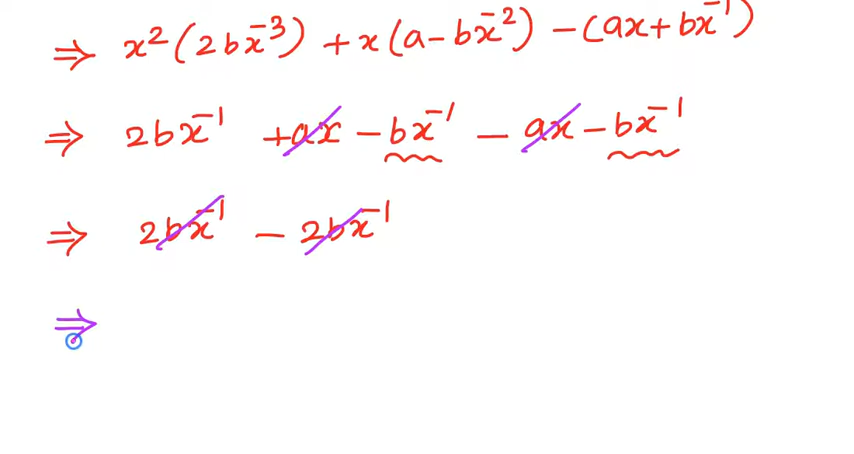 ⇒ x²(2bx⁻³) + x(a - bx⁻²) - (ax + bx⁻¹)
⇒ 2bx⁻¹ + ax - bx⁻¹ - ax - bx⁻¹
⇒ 2bx⁻¹ - 2bx⁻¹
⇒